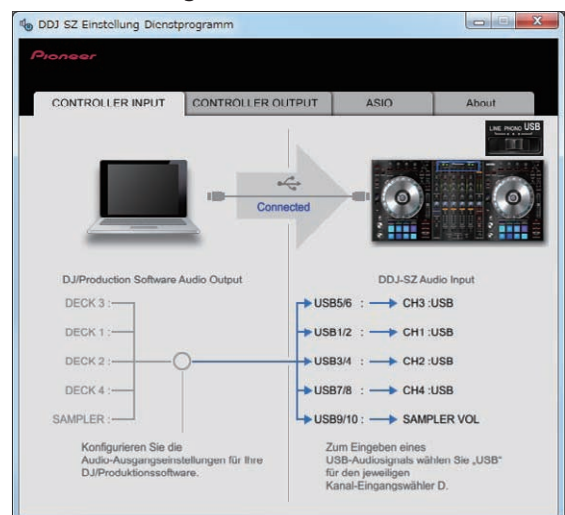 DDJ SZ Einstellung Dienstprogramm
Pioneer
CONTROLLER INPUT
CONTROLLER OUTPUT
ASIO
About
LINE PHONO USB
Connected
DJ/Production Software Audio Output
DDJ-SZ Audio Input
DECK 3 :
USB5/6 : CH3 :USB
DECK 1 :
USB1/2 : CH1 :USB
DECK 2 :
USB3/4 : CH2 :USB
DECK 4 :
USB7/8 : CH4 :USB
SAMPLER :
USB9/10 : SAMPLER VOL
Konfigurieren Sie die
Audio-Ausgangseinstellungen für Ihre
DJ/Produktionssoftware.
Zum Eingeben eines
USB-Audiosignals wählen Sie „USB"
für den jeweiligen
Kanal-Eingangswähler D.